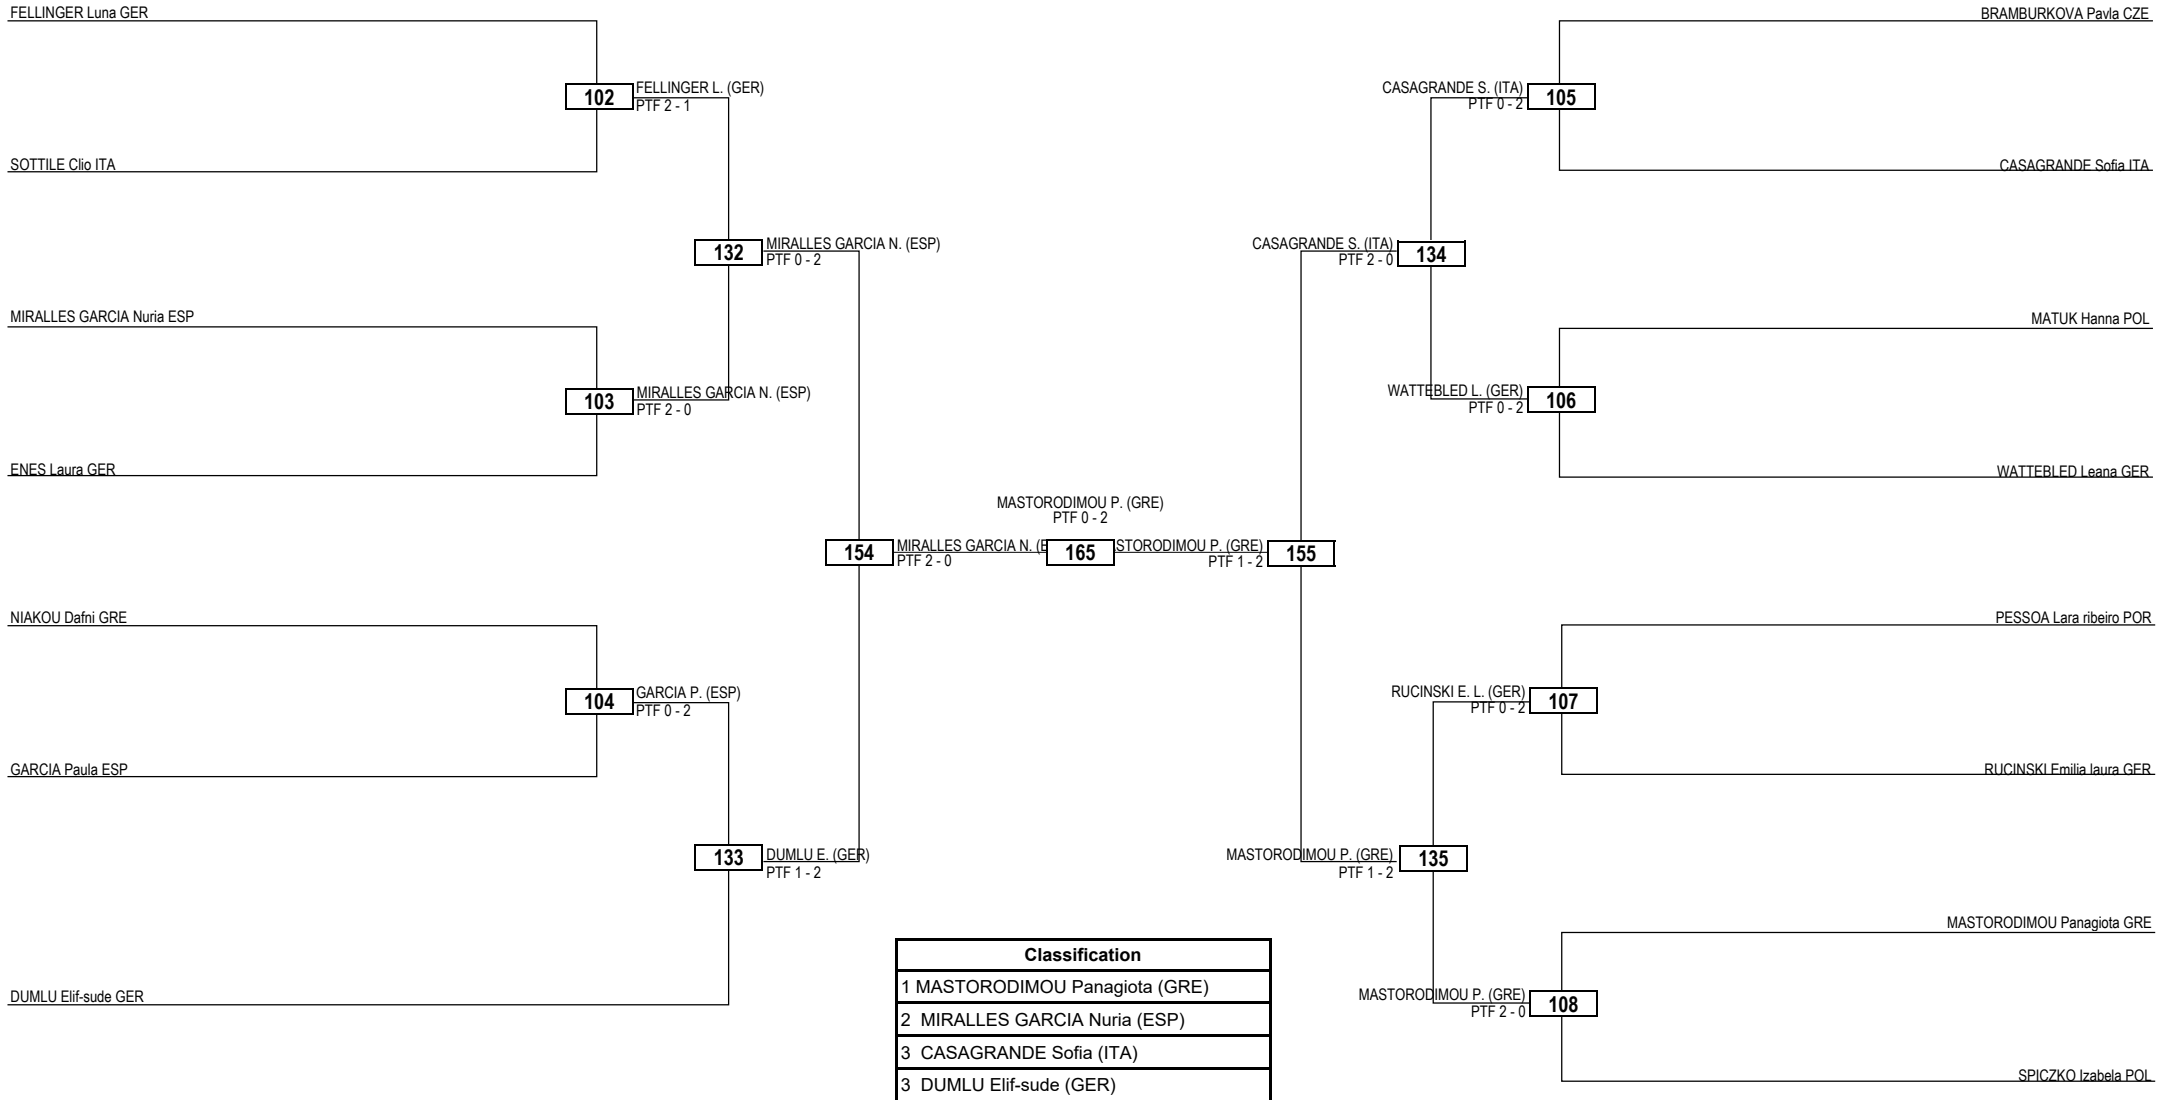 FELLINGER Luna GER
BRAMBURKOVA Pavla CZE
102
FELLINGER L. (GER)
PTF 2 - 1
CASAGRANDE S. (ITA)
PTF 0 - 2
105
SOTTILE Clio ITA
CASAGRANDE Sofia ITA
132
MIRALLES GARCIA N. (ESP)
PTF 0 - 2
CASAGRANDE S. (ITA)
PTF 2 - 0
134
MIRALLES GARCIA Nuria ESP
MATUK Hanna POL
103
MIRALLES GARCIA N. (ESP)
PTF 2 - 0
WATTEBLED L. (GER)
PTF 0 - 2
106
ENES Laura GER
WATTEBLED Leana GER
MASTORODIMOU P. (GRE)
PTF 0 - 2
154
MIRALLES GARCIA N. (E
PTF 2 - 0
165
STORODIMOU P. (GRE)
PTF 1 - 2
155
NIAKOU Dafni GRE
PESSOA Lara ribeiro POR
104
GARCIA P. (ESP)
PTF 0 - 2
RUCINSKI E. L. (GER)
PTF 0 - 2
107
GARCIA Paula ESP
RUCINSKI Emilia laura GER
133
DUMLU E. (GER)
PTF 1 - 2
MASTORODIMOU P. (GRE)
PTF 1 - 2
135
MASTORODIMOU Panagiota GRE
DUMLU Elif-sude GER
MASTORODIMOU P. (GRE)
PTF 2 - 0
108
SPICZKO Izabela POL
Classification
1 MASTORODIMOU Panagiota (GRE)
2 MIRALLES GARCIA Nuria (ESP)
3 CASAGRANDE Sofia (ITA)
3 DUMLU Elif-sude (GER)